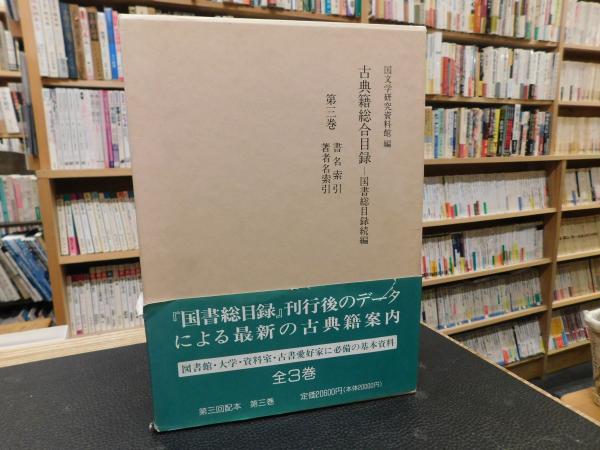 国文学研究資料館 編
古典籍総合目録―国書総目録続編
第三巻
書名索引
著者名索引
『国書総目録』刊行後のデータ
による最新の古典籍案内
図書館・大学・資料室・古書愛好家に必備の基本資料
全3巻
第三回配本 第三巻
定価20600円(本体20000円)